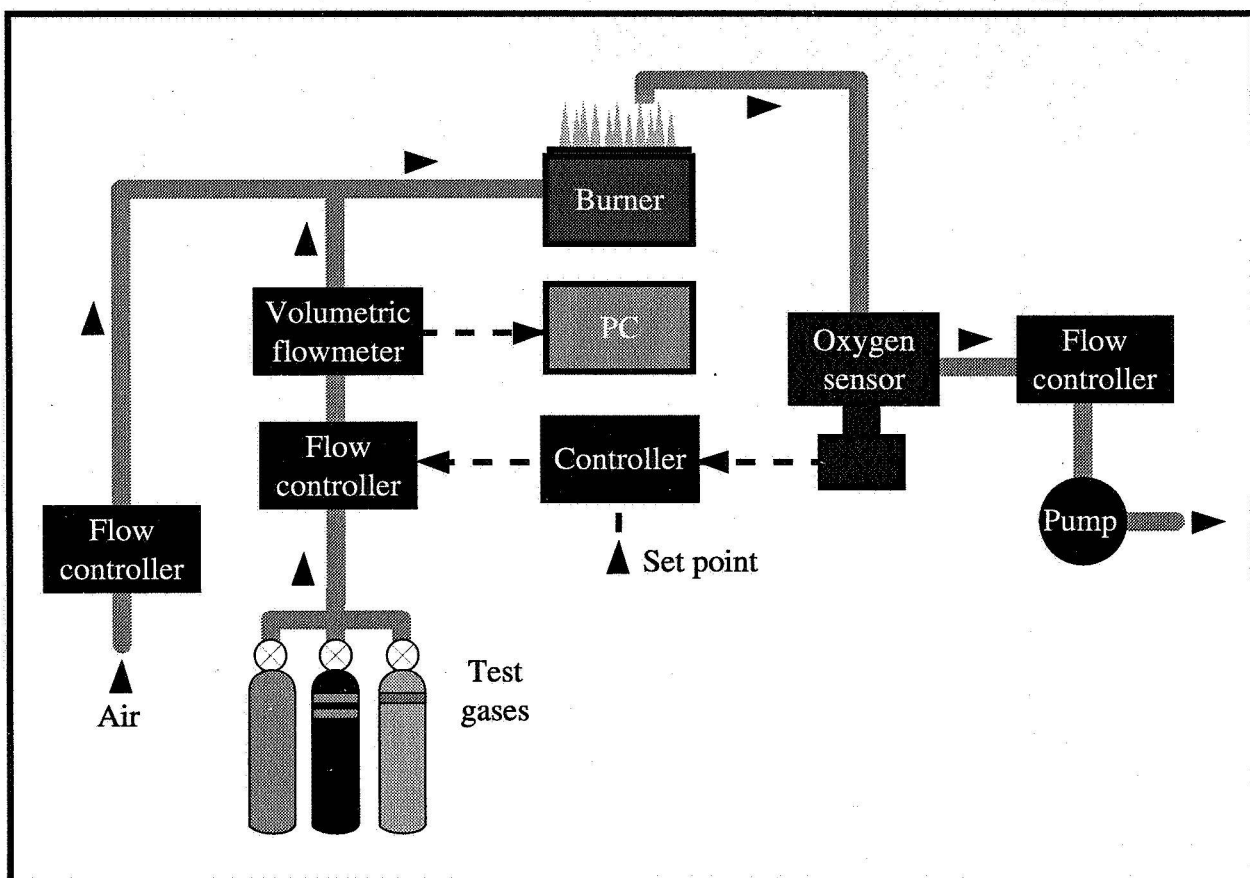 Burner
Volumetric
flowmeter
PC
Oxygen
sensor
Flow
controller
Flow
controller
Controller
Flow
controller
Pump
Set point
Air
Test
gases